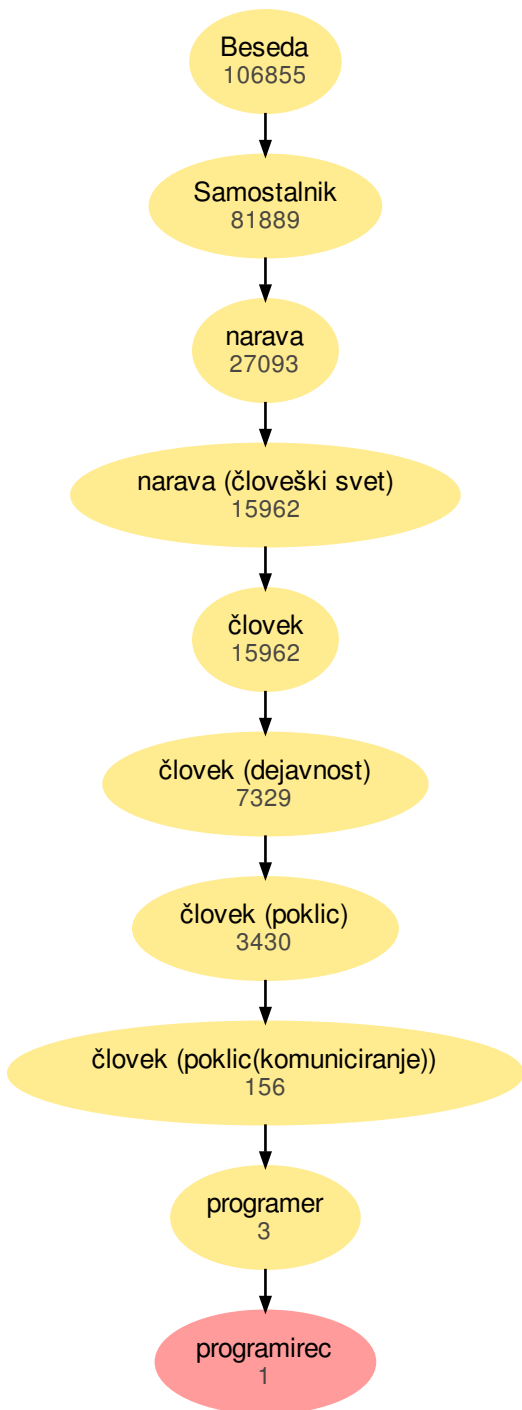 Beseda
106855
Samostalnik
81889
narava
27093
narava (človeški svet)
15962
človek
15962
človek (dejavnost)
7329
človek (poklic)
3430
človek (poklic(komuniciranje))
156
programer
3
programirec
1